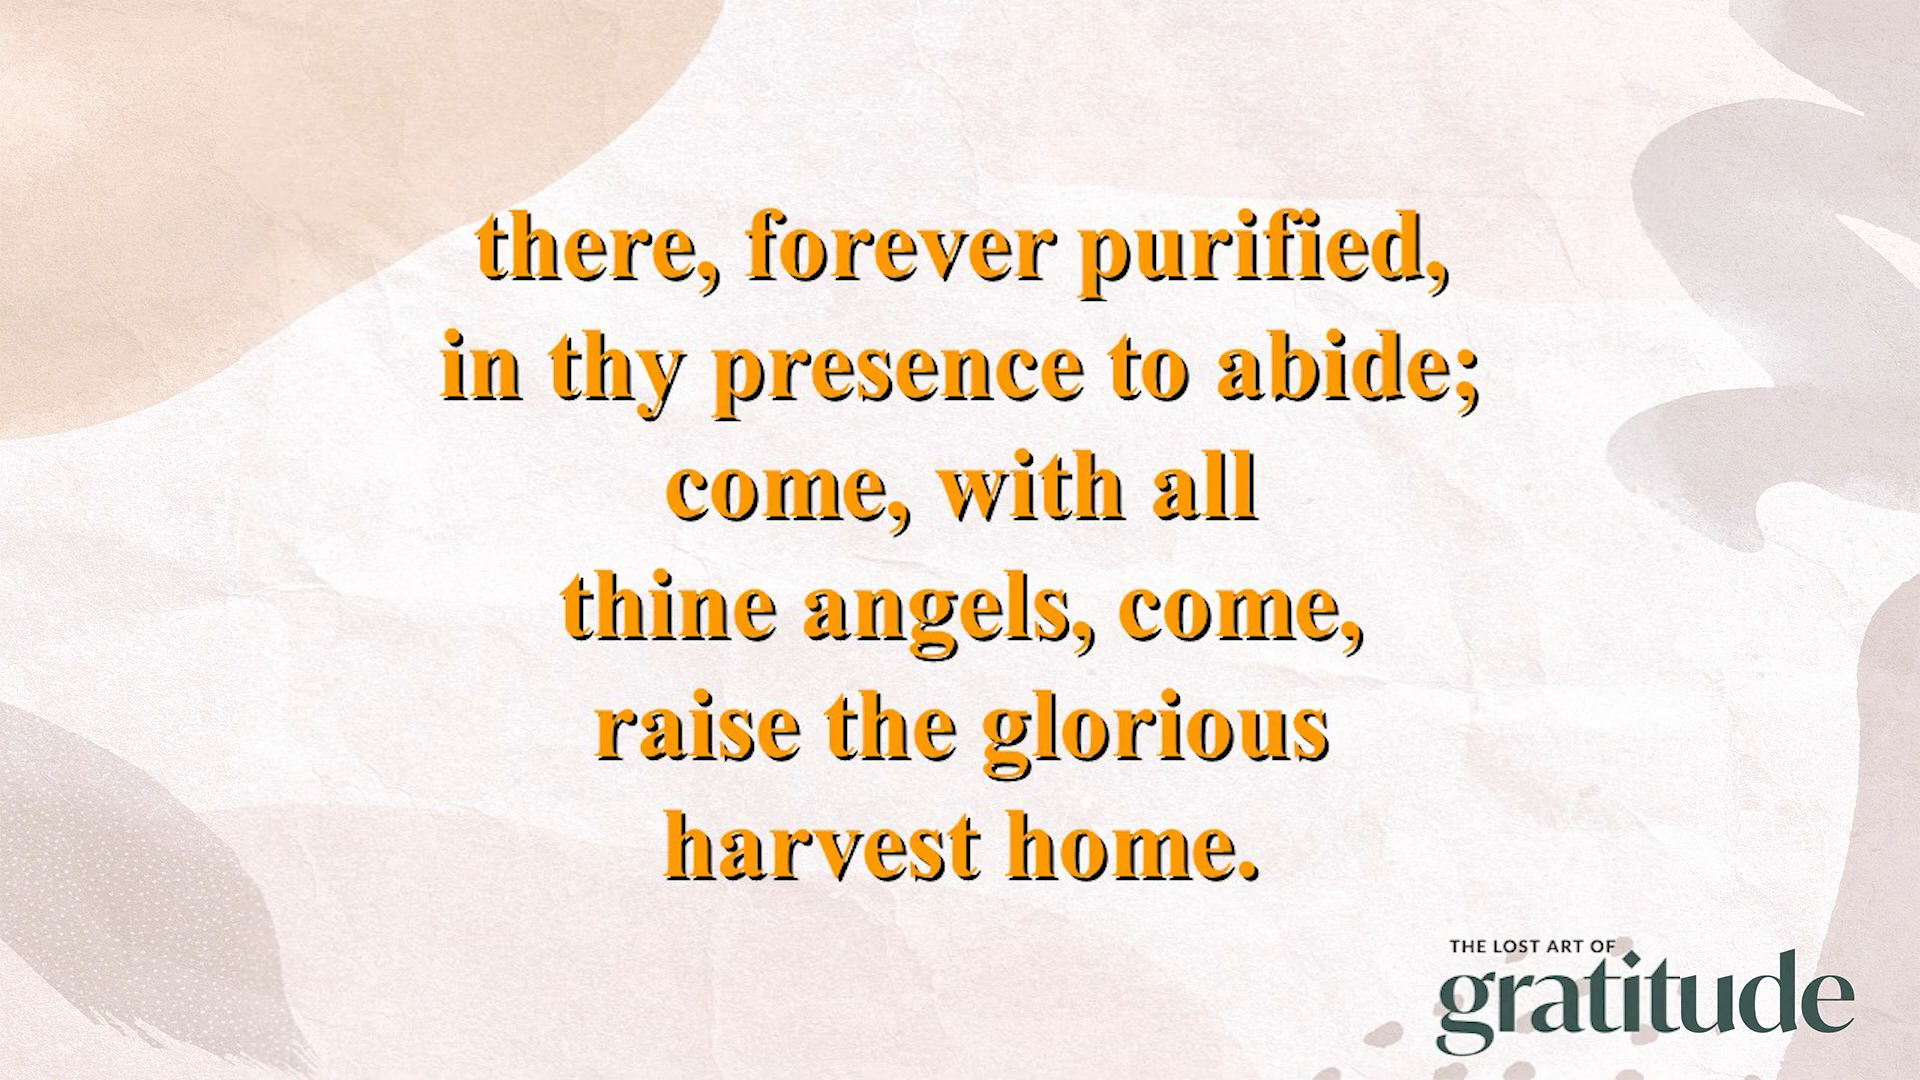 there, forever purified,
in thy presence to abide;
come, with all
thine angels, come,
raise the glorious
harvest home.
THE LOST ART OF
gratitude